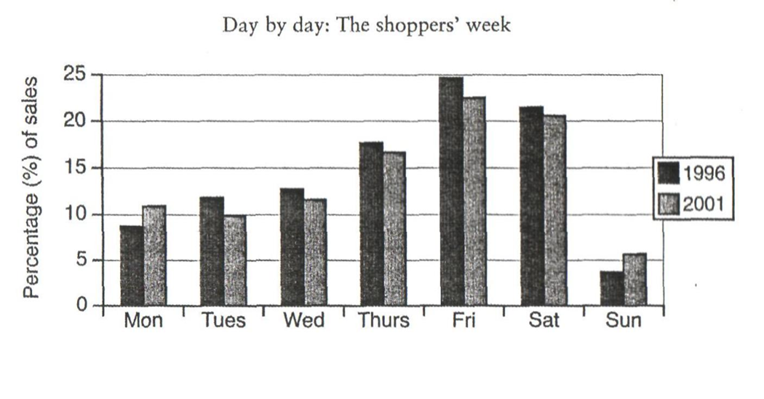 Day by day: The shoppers' week
Percentage (%) of sales
25
20
15
10
5
0
Mon Tues Wed Thurs Fri Sat Sun
1996
2001